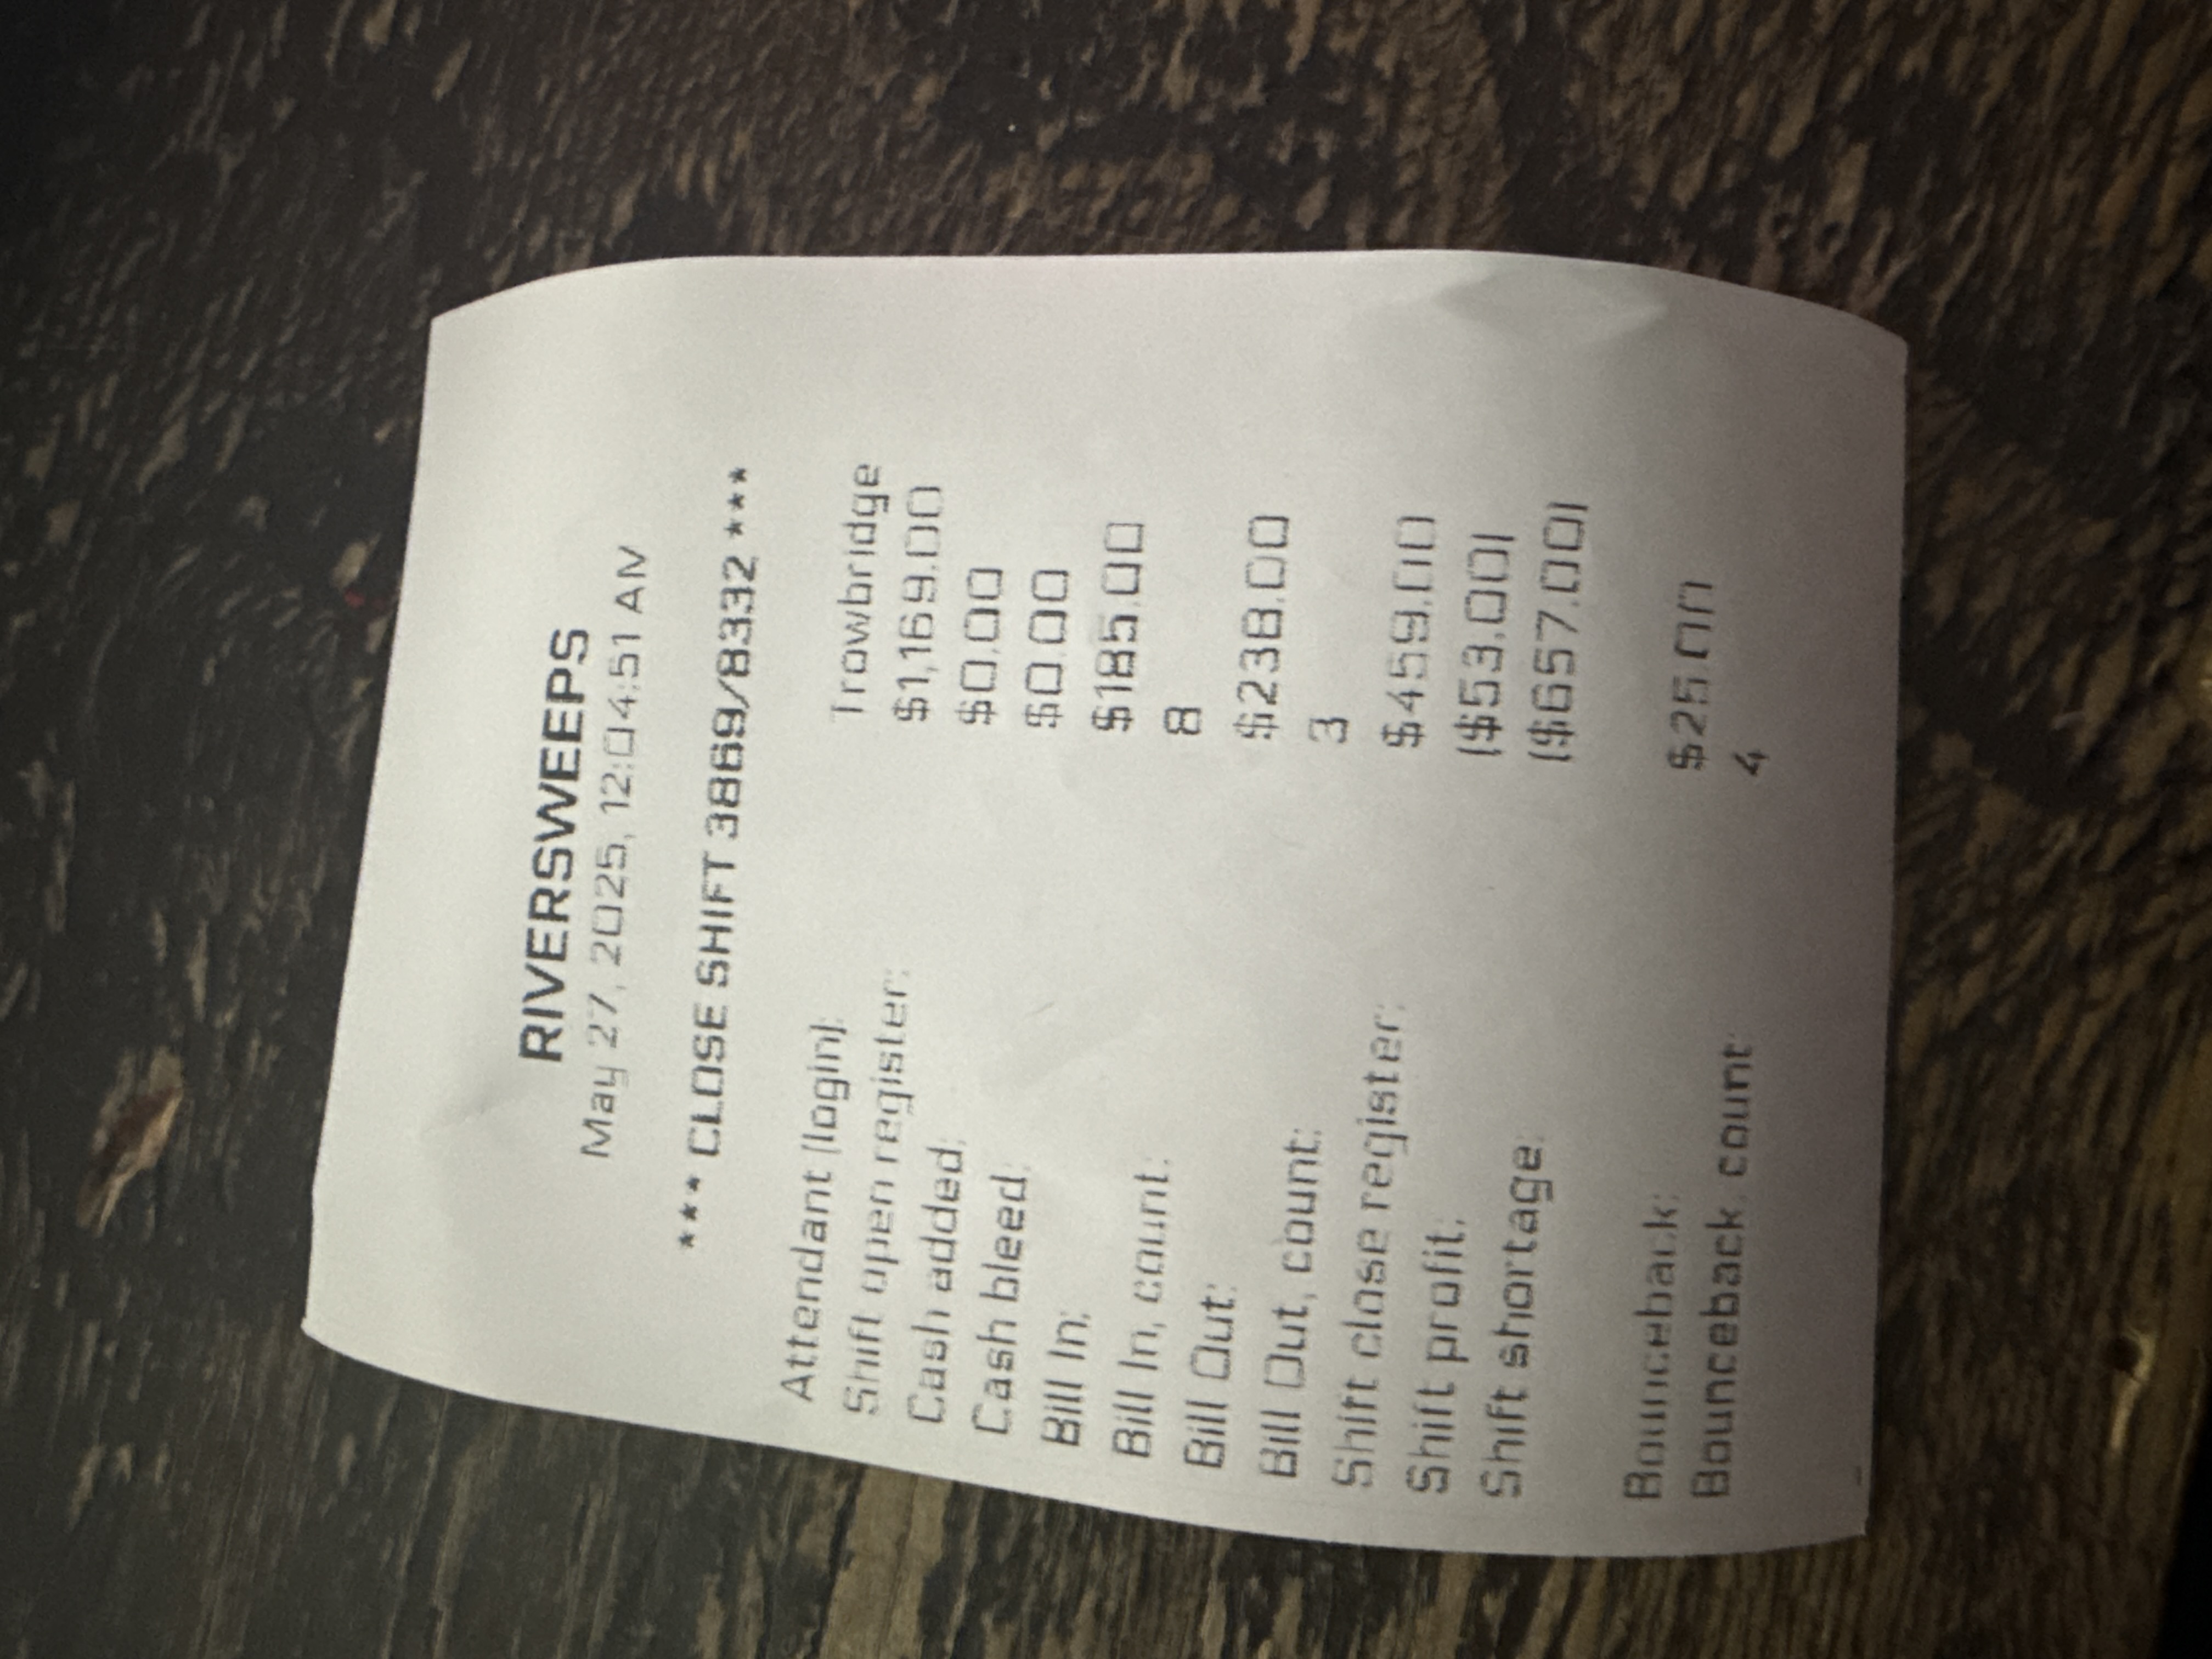 RIVERSWEEPS
May 27, 2025, 12:04:51 AM
**** CLOSE SHIFT 3869/8332 ****
Attendant (login): Trowbridge
Shift open register: $1,169.00
Cash added: $0.00
Cash bleed: $0.00
Bill In: $185.00
Bill In, count: 8
Bill Out: $238.00
Bill Out, count: 3
Shift close register: $459.00
Shift profit: ($53.00)
Shift shortage: ($657.00)
Bounceback: $25.00
Bounceback count: 4